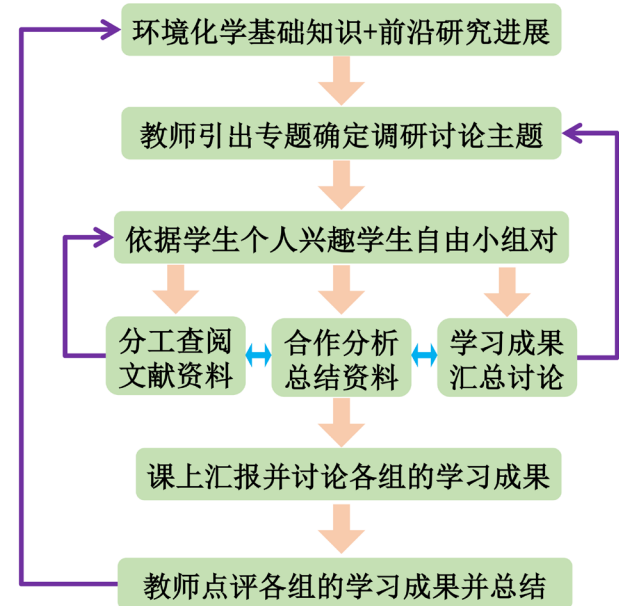 环境化学基础知识+前沿研究进展
教师引出专题确定调研讨论主题
依据学生个人兴趣学生自由小组对
分工查阅
文献资料
合作分析
总结资料
学习成果
汇总讨论
课上汇报并讨论各组的学习成果
教师点评各组的学习成果并总结